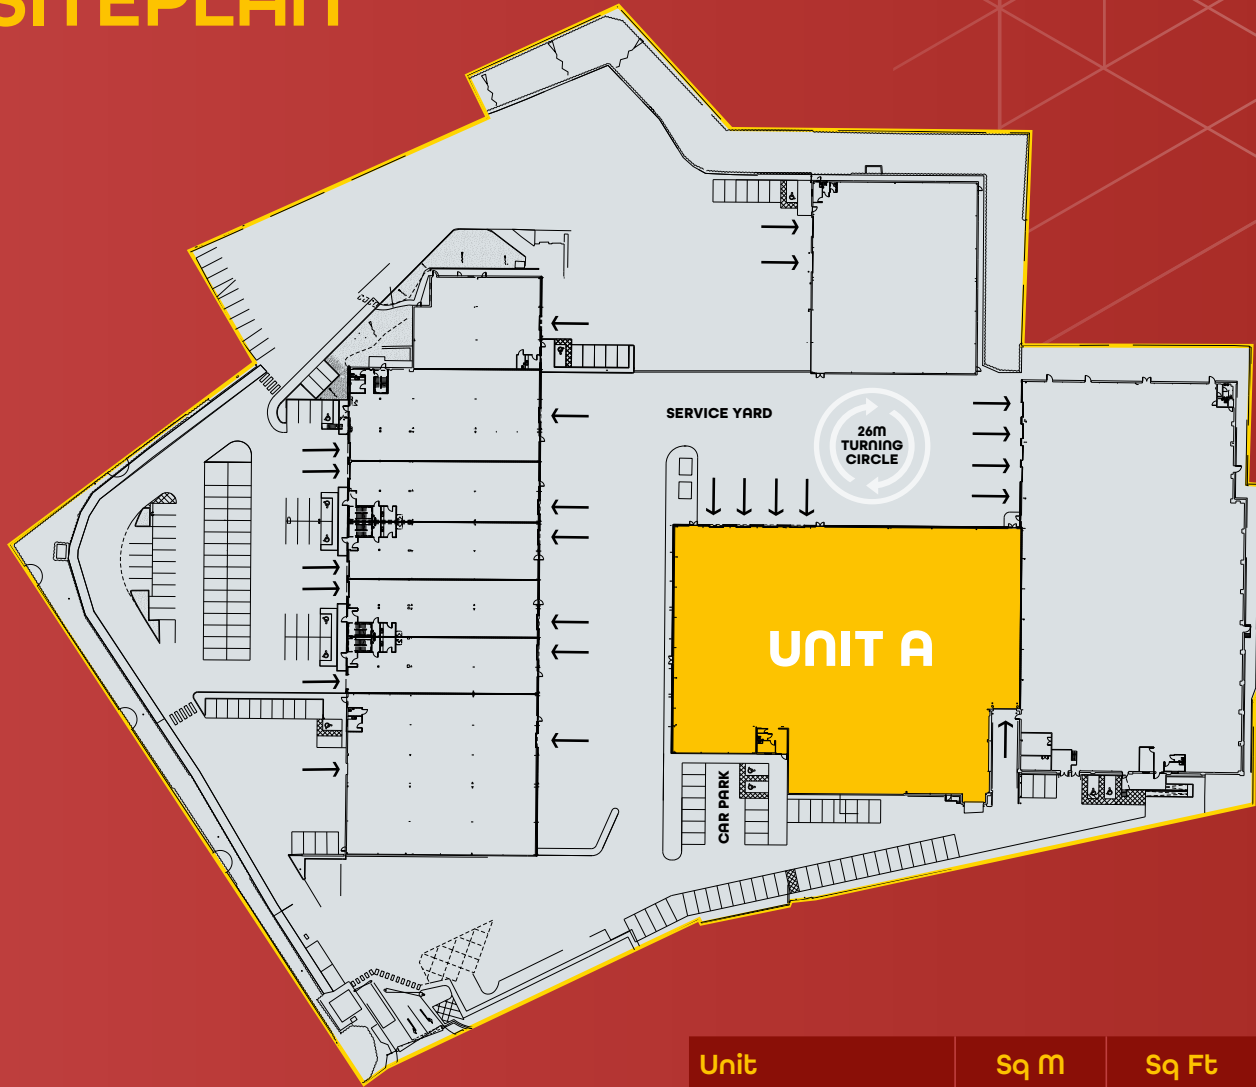 SITEPLAN
SERVICE YARD
26M
TURNING
CIRCLE
UNIT A
CAR PARK
Unit Sq M Sq Ft